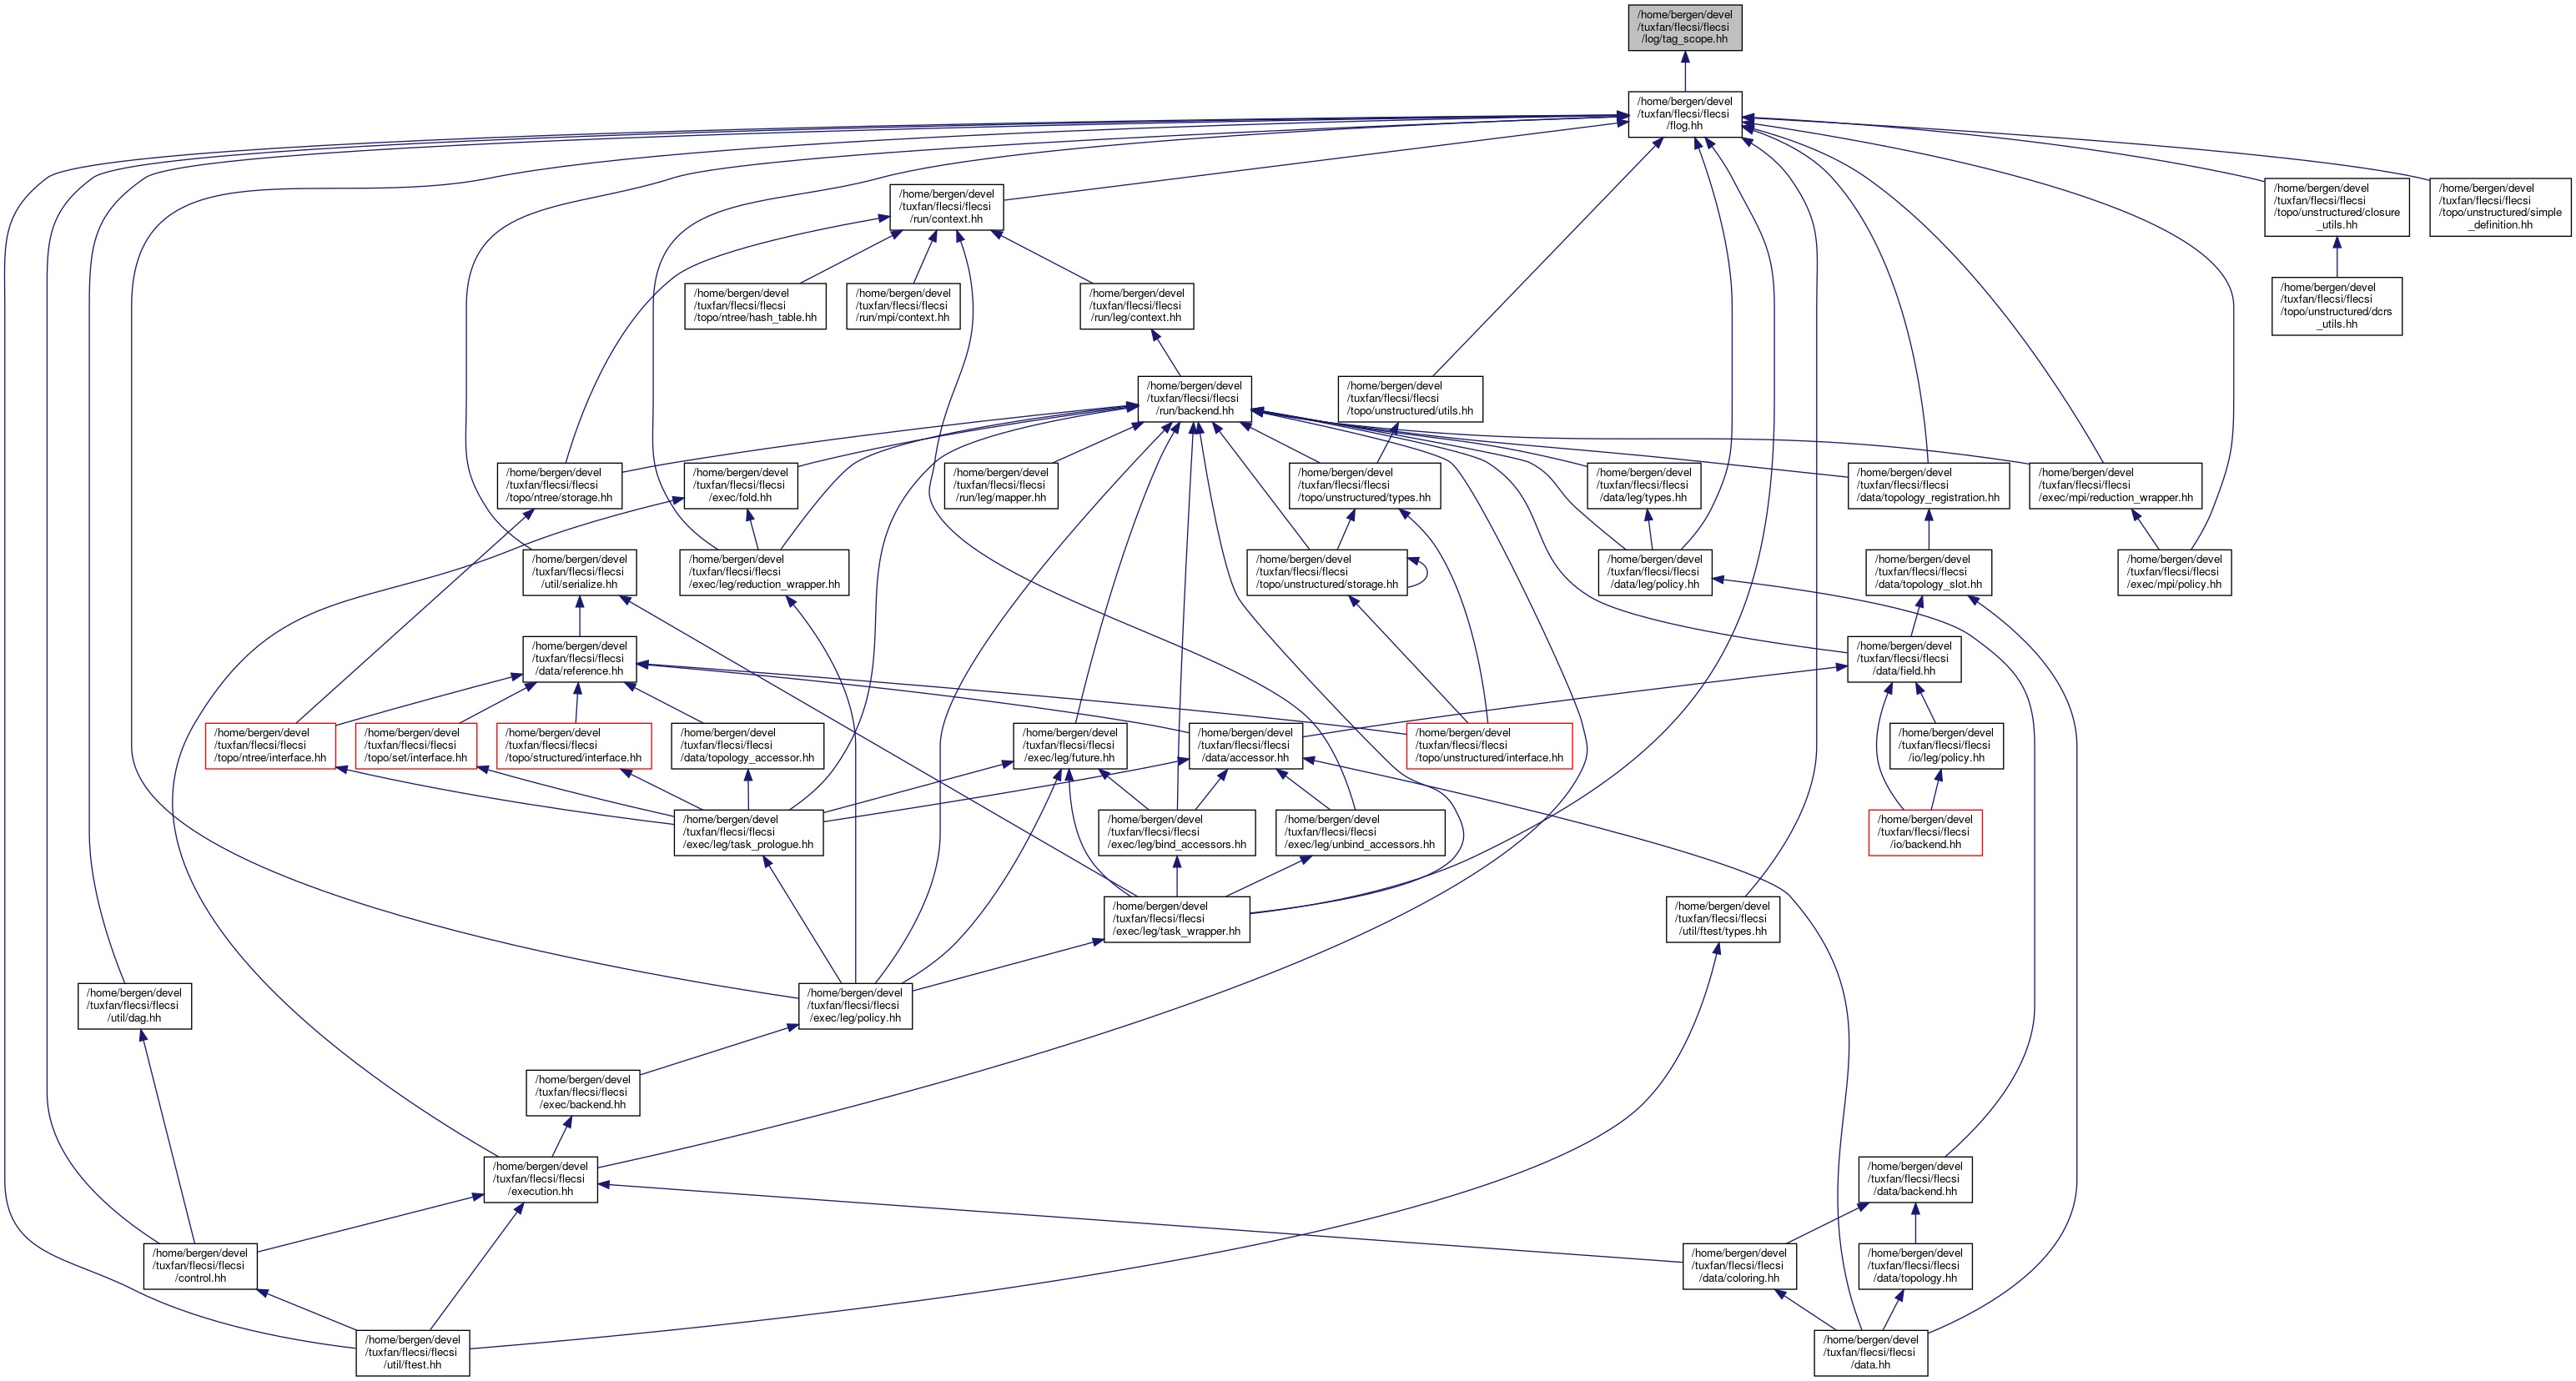 /home/bergen/devel
/tuxfan/flecsi/flecsi
/log/tag_scope.hh
/home/bergen/devel
/tuxfan/flecsi/flecsi
/flog.hh
/home/bergen/devel
/tuxfan/flecsi/flecsi
/run/context.hh
/home/bergen/devel
/tuxfan/flecsi/flecsi
/topo/unstructured/closure
_utils.hh
/home/bergen/devel
/tuxfan/flecsi/flecsi
/topo/unstructured/simple
_definition.hh
/home/bergen/devel
/tuxfan/flecsi/flecsi
/topo/ntree/hash_table.hh
/home/bergen/devel
/tuxfan/flecsi/flecsi
/run/mpi/context.hh
/home/bergen/devel
/tuxfan/flecsi/flecsi
/run/leg/context.hh
/home/bergen/devel
/tuxfan/flecsi/flecsi
/topo/unstructured/dcrs
_utils.hh
/home/bergen/devel
/tuxfan/flecsi/flecsi
/run/backend.hh
/home/bergen/devel
/tuxfan/flecsi/flecsi
/topo/unstructured/utils.hh
/home/bergen/devel
/tuxfan/flecsi/flecsi
/topo/ntree/storage.hh
/home/bergen/devel
/tuxfan/flecsi/flecsi
/exec/fold.hh
/home/bergen/devel
/tuxfan/flecsi/flecsi
/run/leg/mapper.hh
/home/bergen/devel
/tuxfan/flecsi/flecsi
/topo/unstructured/types.hh
/home/bergen/devel
/tuxfan/flecsi/flecsi
/data/leg/types.hh
/home/bergen/devel
/tuxfan/flecsi/flecsi
/data/topology_registration.hh
/home/bergen/devel
/tuxfan/flecsi/flecsi
/exec/mpi/reduction_wrapper.hh
/home/bergen/devel
/tuxfan/flecsi/flecsi
/util/serialize.hh
/home/bergen/devel
/tuxfan/flecsi/flecsi
/exec/leg/reduction_wrapper.hh
/home/bergen/devel
/tuxfan/flecsi/flecsi
/topo/unstructured/storage.hh
/home/bergen/devel
/tuxfan/flecsi/flecsi
/data/leg/policy.hh
/home/bergen/devel
/tuxfan/flecsi/flecsi
/data/topology_slot.hh
/home/bergen/devel
/tuxfan/flecsi/flecsi
/exec/mpi/policy.hh
/home/bergen/devel
/tuxfan/flecsi/flecsi
/data/reference.hh
/home/bergen/devel
/tuxfan/flecsi/flecsi
/data/field.hh
/home/bergen/devel
/tuxfan/flecsi/flecsi
/topo/ntree/interface.hh
/home/bergen/devel
/tuxfan/flecsi/flecsi
/topo/set/interface.hh
/home/bergen/devel
/tuxfan/flecsi/flecsi
/topo/structured/interface.hh
/home/bergen/devel
/tuxfan/flecsi/flecsi
/data/topology_accessor.hh
/home/bergen/devel
/tuxfan/flecsi/flecsi
/exec/leg/future.hh
/home/bergen/devel
/tuxfan/flecsi/flecsi
/data/accessor.hh
/home/bergen/devel
/tuxfan/flecsi/flecsi
/topo/unstructured/interface.hh
/home/bergen/devel
/tuxfan/flecsi/flecsi
/io/leg/policy.hh
/home/bergen/devel
/tuxfan/flecsi/flecsi
/exec/leg/task_prologue.hh
/home/bergen/devel
/tuxfan/flecsi/flecsi
/exec/leg/bind_accessors.hh
/home/bergen/devel
/tuxfan/flecsi/flecsi
/exec/leg/unbind_accessors.hh
/home/bergen/devel
/tuxfan/flecsi/flecsi
/io/backend.hh
/home/bergen/devel
/tuxfan/flecsi/flecsi
/exec/leg/task_wrapper.hh
/home/bergen/devel
/tuxfan/flecsi/flecsi
/util/ftest/types.hh
/home/bergen/devel
/tuxfan/flecsi/flecsi
/util/dag.hh
/home/bergen/devel
/tuxfan/flecsi/flecsi
/exec/leg/policy.hh
/home/bergen/devel
/tuxfan/flecsi/flecsi
/exec/backend.hh
/home/bergen/devel
/tuxfan/flecsi/flecsi
/execution.hh
/home/bergen/devel
/tuxfan/flecsi/flecsi
/data/backend.hh
/home/bergen/devel
/tuxfan/flecsi/flecsi
/control.hh
/home/bergen/devel
/tuxfan/flecsi/flecsi
/data/coloring.hh
/home/bergen/devel
/tuxfan/flecsi/flecsi
/data/topology.hh
/home/bergen/devel
/tuxfan/flecsi/flecsi
/util/ftest.hh
/home/bergen/devel
/tuxfan/flecsi/flecsi
/data.hh